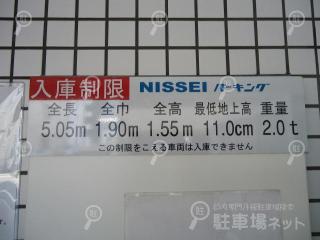 入庫制限 NISSEI パーキング
全長 全巾 全高 最低地上高 重量
5.05m 1.90m 1.55m 11.0cm 2.0t
この制限をこえる車両は入庫できません
駐車場ネット